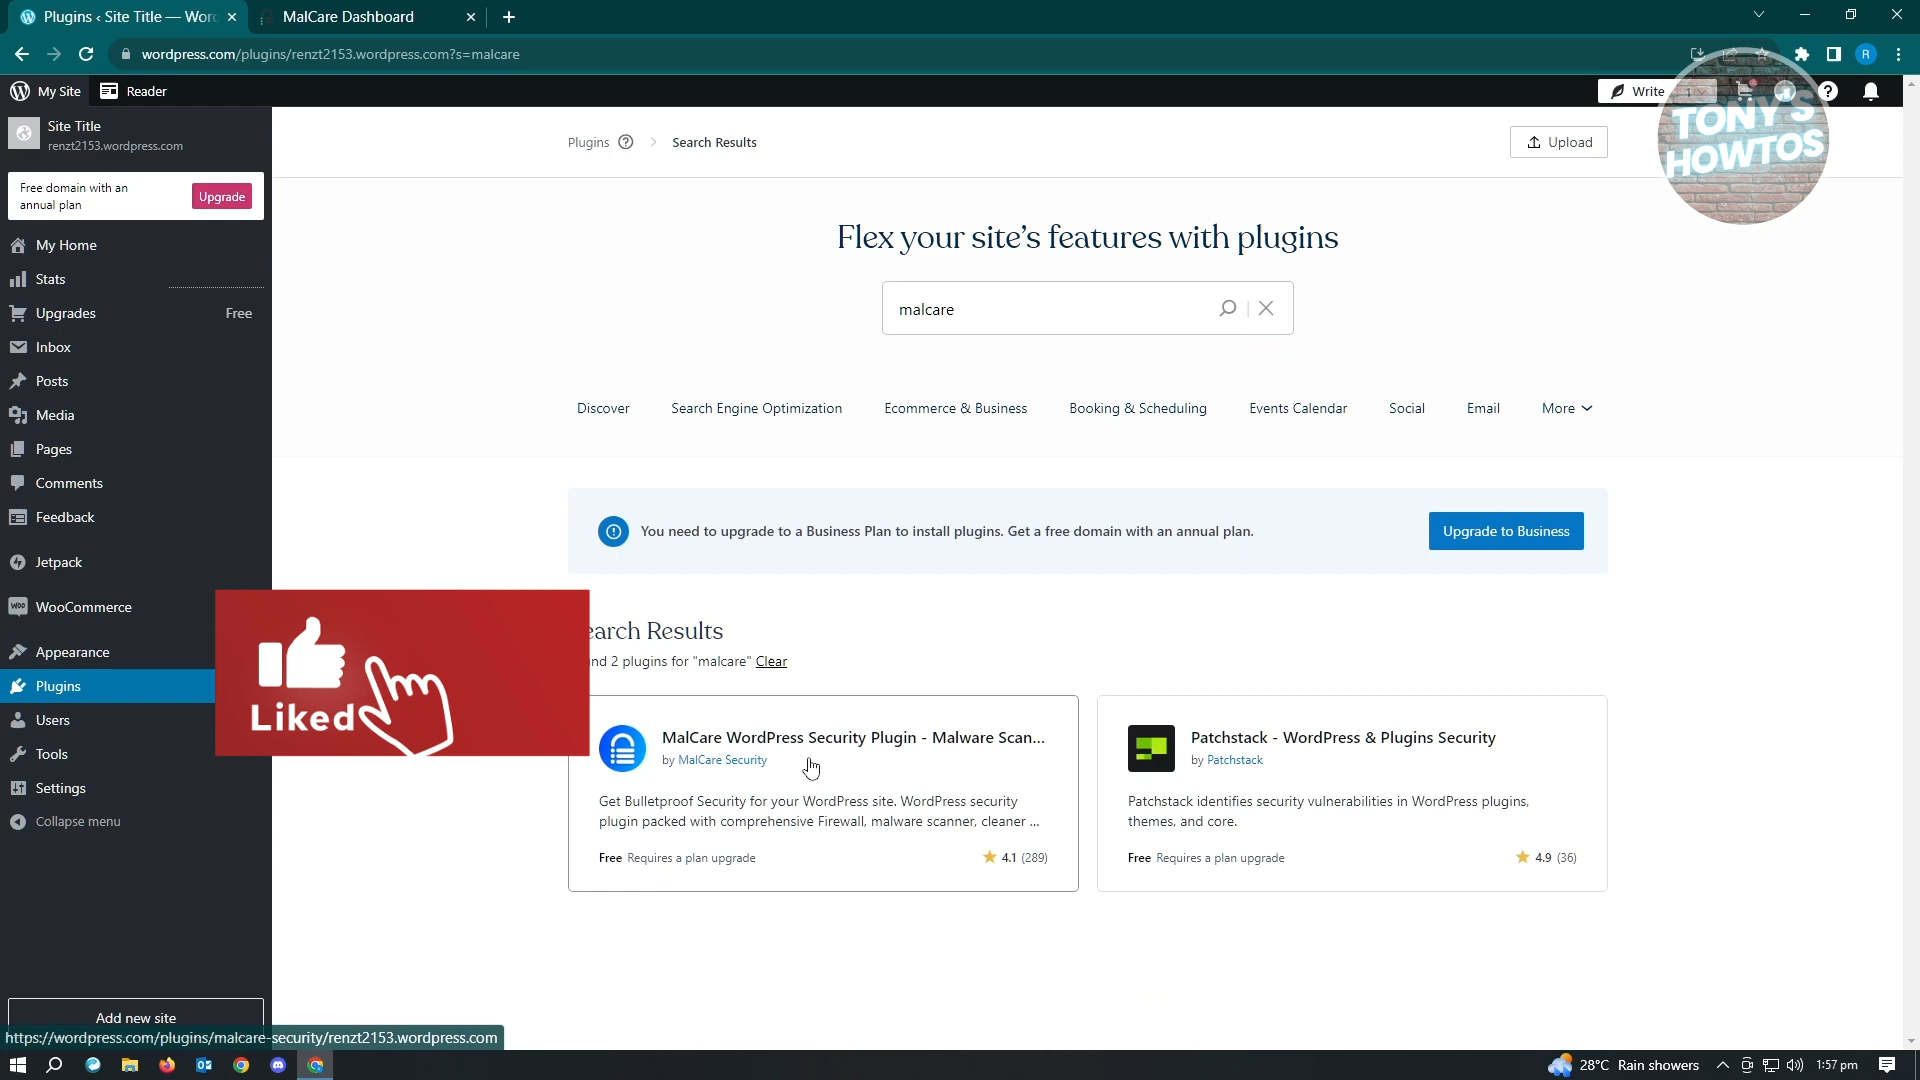 Plugins ‹ Site Title — Wor
MalCare Dashboard
wordpress.com/plugins/renzt2153.wordpress.com?s=malcare
R
My Site
Reader
Write
1
TONY'S
HOWTOS
Site Title
renzt2153.wordpress.com
Free domain with an
annual plan
Upgrade
My Home
Stats
Upgrades
Free
Inbox
Posts
Media
Pages
Comments
Feedback
Jetpack
WOO
WooCommerce
Appearance
Plugins
Users
Tools
Settings
Collapse menu
Add new site
Plugins
Search Results
Upload
Flex your site's features with plugins
malcare
Discover
Search Engine Optimization
Ecommerce & Business
Booking & Scheduling
Events Calendar
Social
Email
More
You need to upgrade to a Business Plan to install plugins. Get a free domain with an annual plan.
Upgrade to Business
Liked
earch Results
nd 2 plugins for "malcare" Clear
MalCare WordPress Security Plugin - Malware Scan...
by MalCare Security
Get Bulletproof Security for your WordPress site. WordPress security
plugin packed with comprehensive Firewall, malware scanner, cleaner ...
Free Requires a plan upgrade
4.1 (289)
Patchstack - WordPress & Plugins Security
by Patchstack
Patchstack identifies security vulnerabilities in WordPress plugins,
themes, and core.
Free Requires a plan upgrade
4.9 (36)
https://wordpress.com/plugins/malcare-security/renzt2153.wordpress.com
28°C Rain showers
1:57 pm